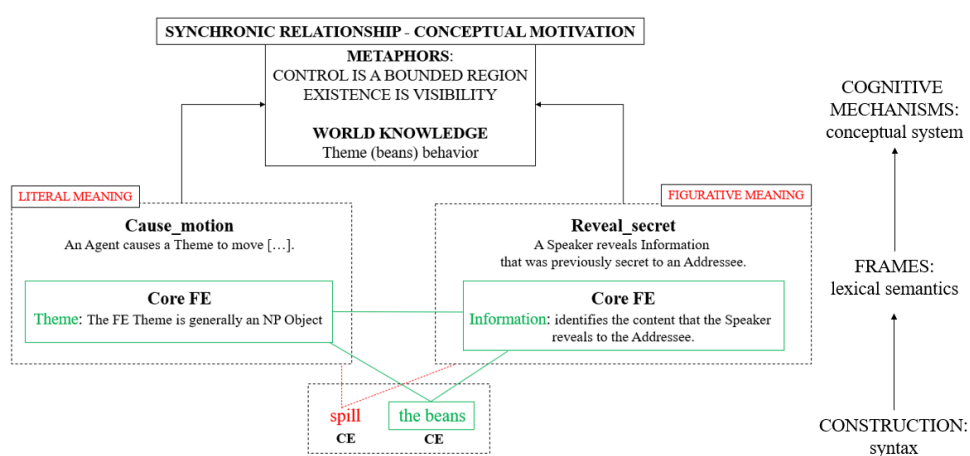 SYNCHRONIC RELATIONSHIP - CONCEPTUAL MOTIVATION
METAPHORS:
CONTROL IS A BOUNDED REGION
EXISTENCE IS VISIBILITY
WORLD KNOWLEDGE
Theme (beans) behavior
LITERAL MEANING
Cause_motion
An Agent causes a Theme to move […].
Core FE
Theme: The FE Theme is generally an NP Object
FIGURATIVE MEANING
Reveal_secret
A Speaker reveals Information
that was previously secret to an Addressee.
Core FE
Information: identifies the content that the Speaker
reveals to the Addressee.
spill
CE
the beans
CE
COGNITIVE
MECHANISMS:
conceptual system
FRAMES:
lexical semantics
CONSTRUCTION:
syntax